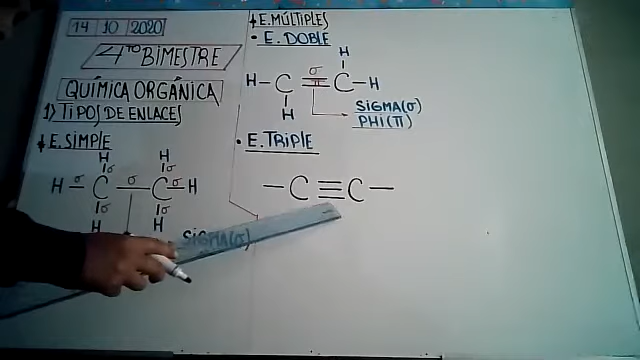 14 10 2020
4to BIMESTRE
QUÍMICA ORGÁNICA
1) TIPOS DE ENLACES
E. SIMPLE
H H
σ σ
H σ C σ C σ H
σ σ
H H
SIGMA(σ)
E. MÚLTIPLES
• E. DOBLE
H
σ
H-C=C-H
π
H
SIGMA(σ)
PHI(π)
• E. TRIPLE
-C≡C-